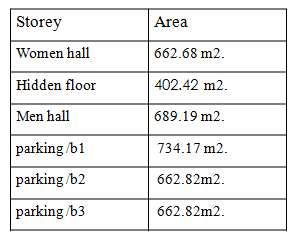 Storey Area
Women hall 662.68 m2.
Hidden floor 402.42 m2.
Men hall 689.19 m2.
parking /b1 734.17 m2.
parking /b2 662.82m2.
parking /b3 662.82m2.